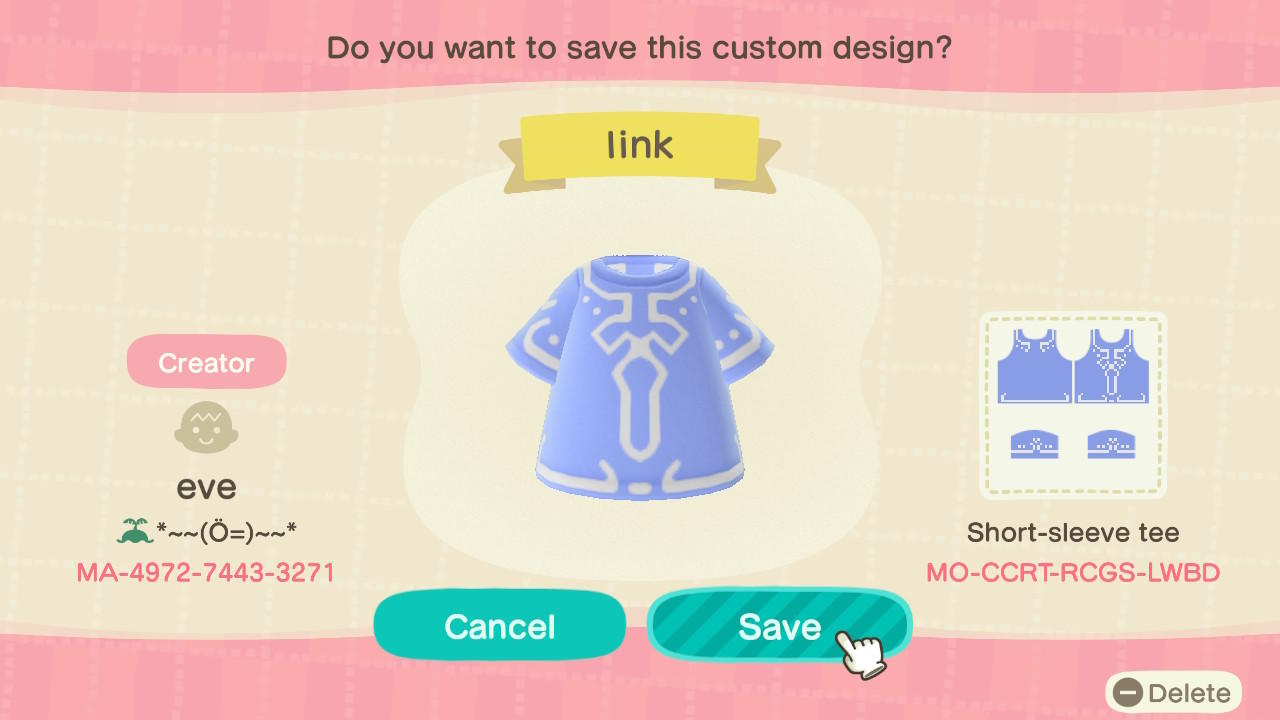 Do you want to save this custom design?
link
Creator
eve
*~~(Ö=)~~*
MA-4972-7443-3271
Short-sleeve tee
MO-CCRT-RCGS-LWBD
Cancel
Save
Delete